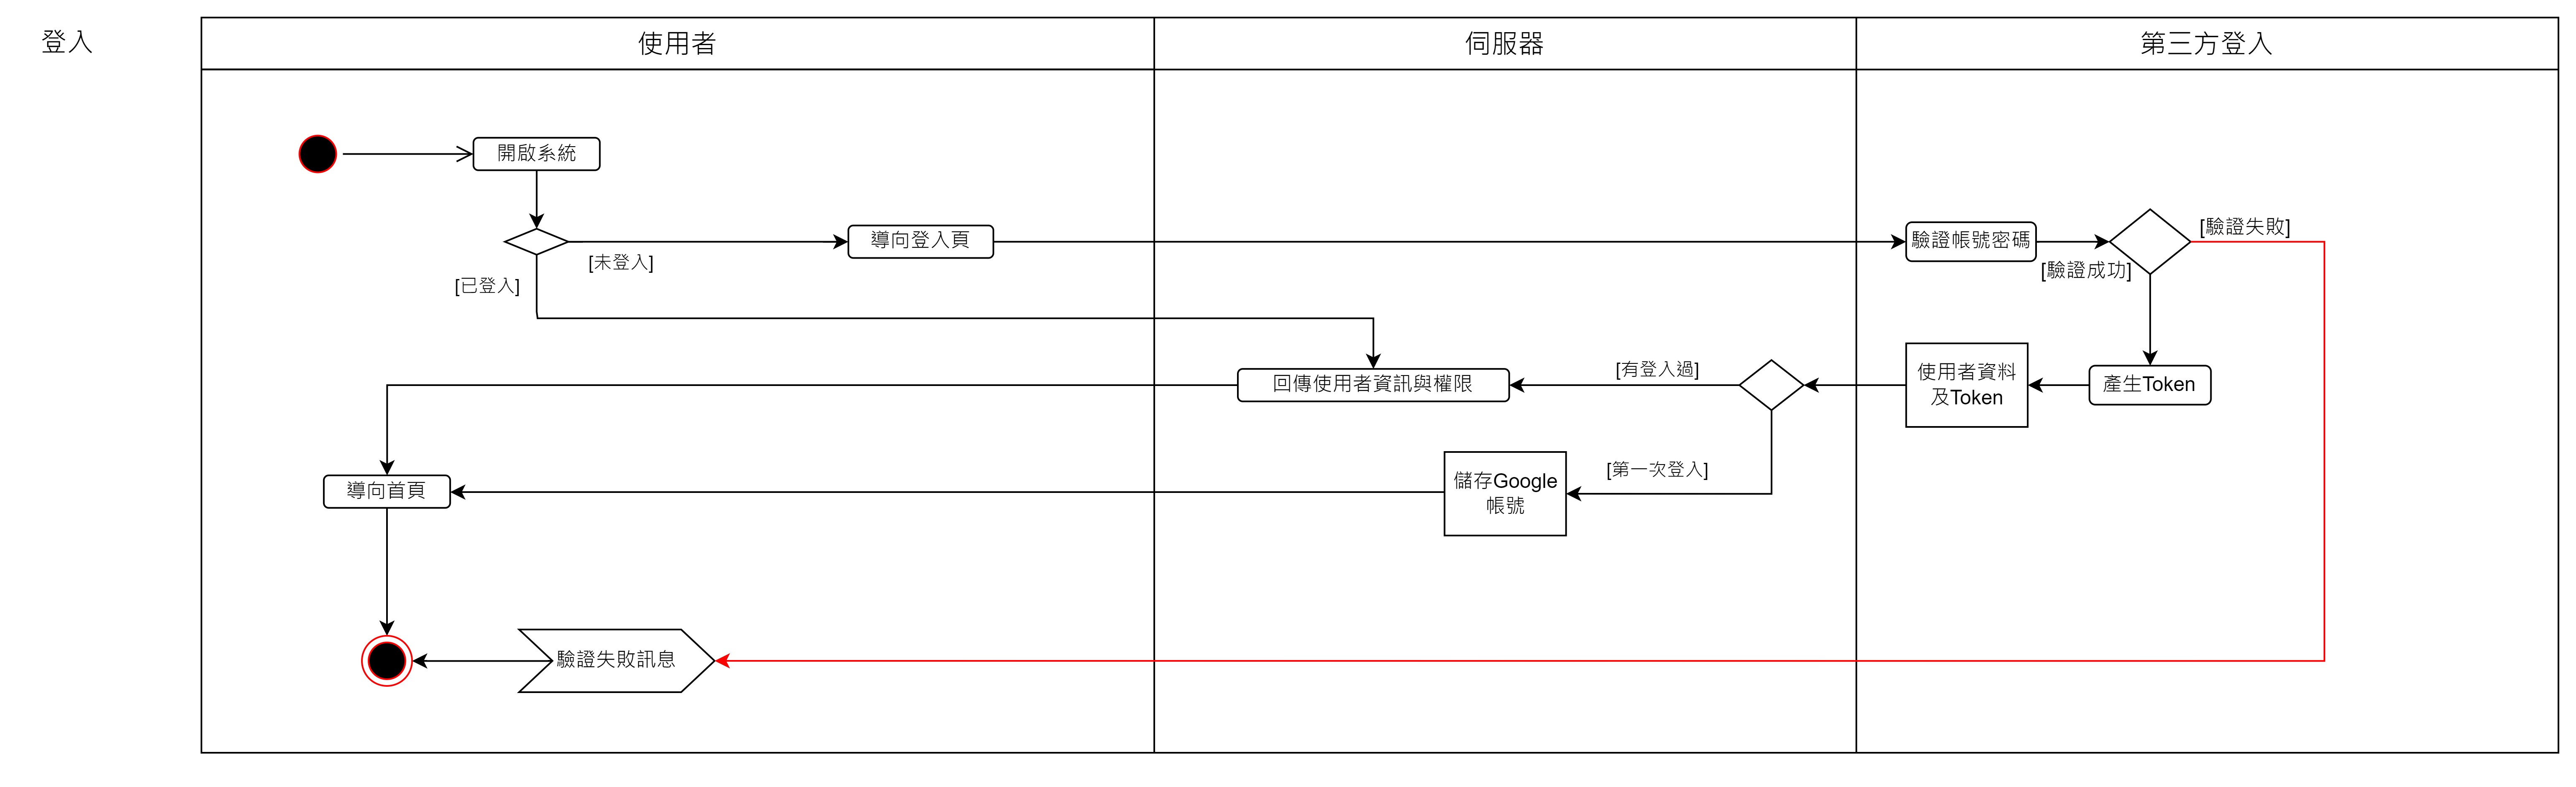 登入
使用者
伺服器
第三方登入
開啟系統
導向登入頁
驗證帳號密碼
[驗證失敗]
[未登入]
[驗證成功]
[已登入]
[有登入過]
回傳使用者資訊與權限
使用者資料
及Token
產生Token
[第一次登入]
儲存Google
帳號
導向首頁
驗證失敗訊息